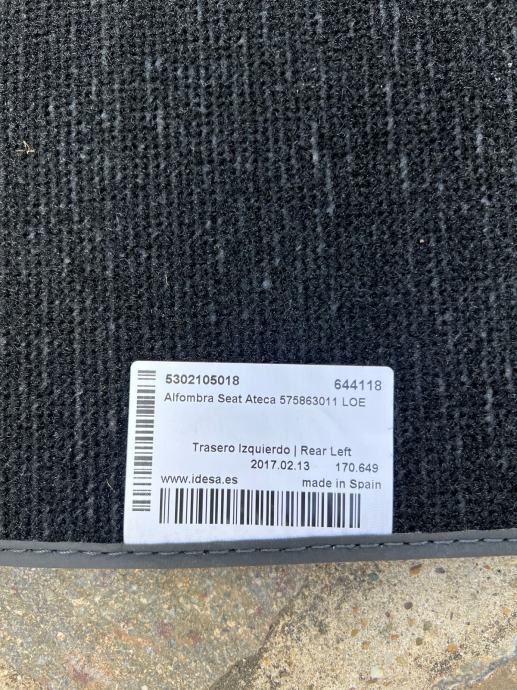 5302105018 644118
Alfombra Seat Ateca 575863011 LOE
Trasero Izquierdo | Rear Left
2017.02.13 170.649
www.idesa.es made in Spain